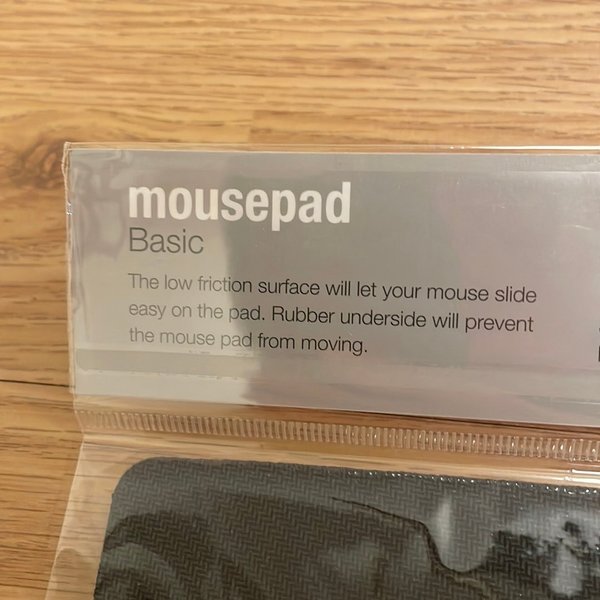 mousepad
Basic
The low friction surface will let your mouse slide
easy on the pad. Rubber underside will prevent
the mouse pad from moving.